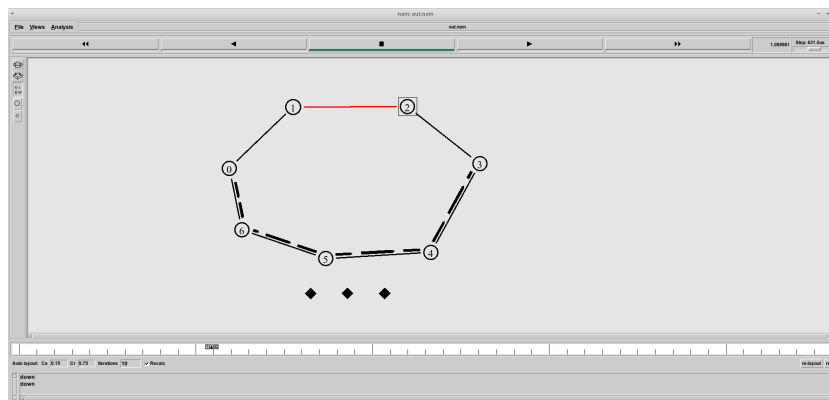 nam: out.nam
File Views Analysis
out.nam
1.089981 Step: 631.0us
1
2
0
3
6
4
5
Auto layout: Ca 0.15 Cr 0.75 Iterations 10 Recalc
re-layout
down
down